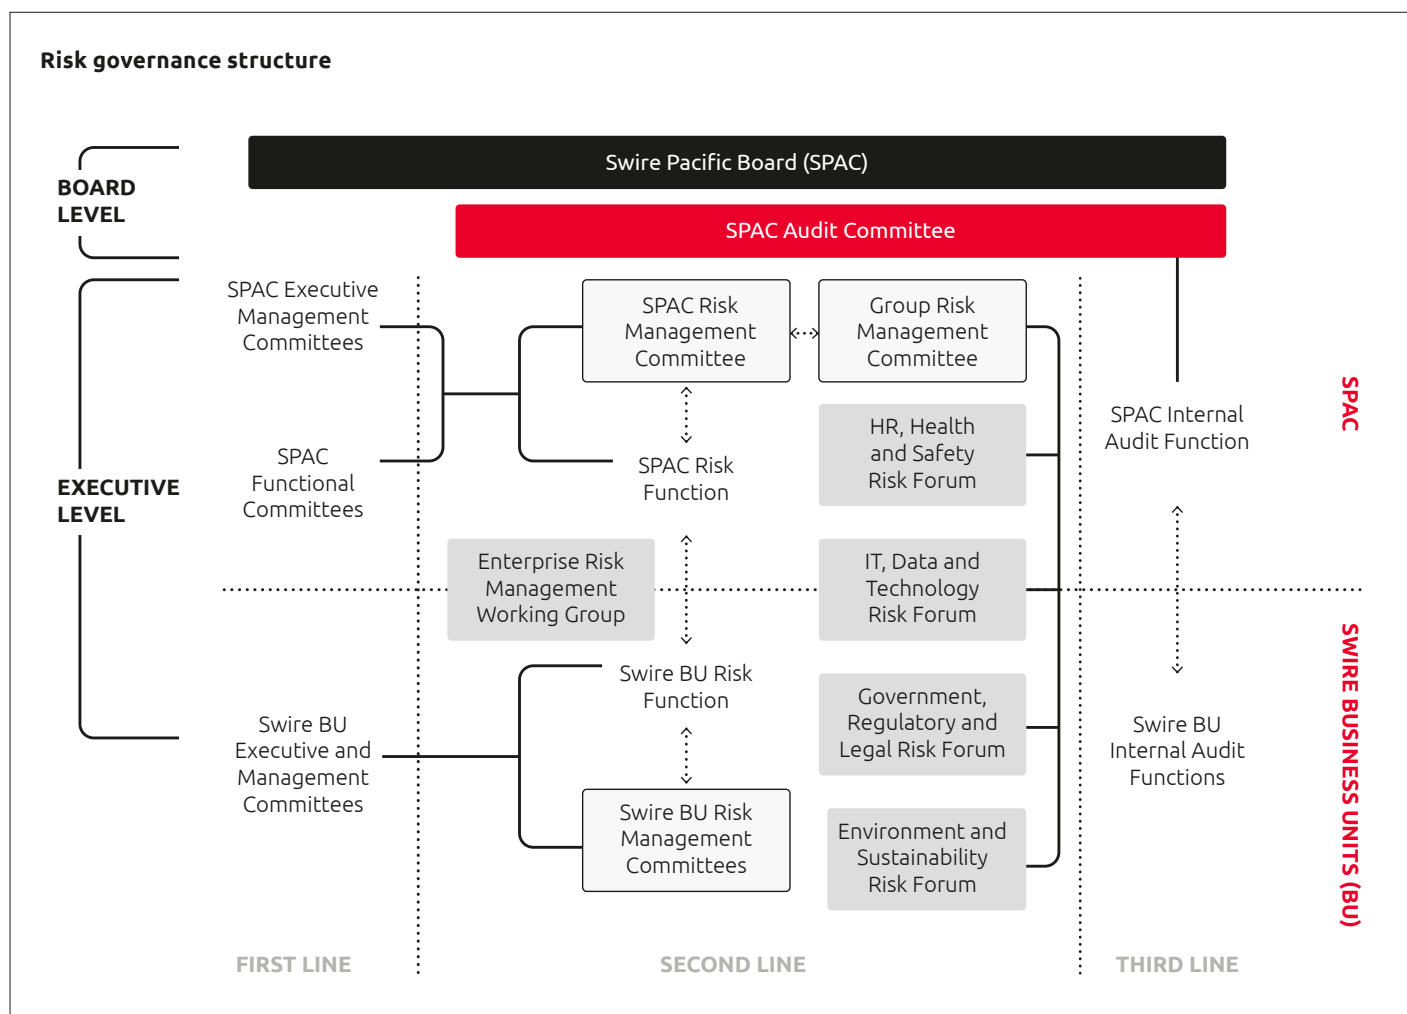 Risk governance structure
Swire Pacific Board (SPAC)
BOARD
LEVEL
SPAC Audit Committee
SPAC Executive
Management
Committees
SPAC Risk
Management
Committee
Group Risk
Management
Committee
SPAC
HR, Health
and Safety
Risk Forum
SPAC Internal
Audit Function
SPAC
Functional
Committees
SPAC Risk
Function
EXECUTIVE
LEVEL
Enterprise Risk
Management
Working Group
IT, Data and
Technology
Risk Forum
Swire BU Risk
Function
Government,
Regulatory and
Legal Risk Forum
Swire BU
Executive and
Management
Committees
Swire BU
Internal Audit
Functions
SWIRE BUSINESS UNITS (BU)
Swire BU Risk
Management
Committees
Environment and
Sustainability
Risk Forum
FIRST LINE
SECOND LINE
THIRD LINE